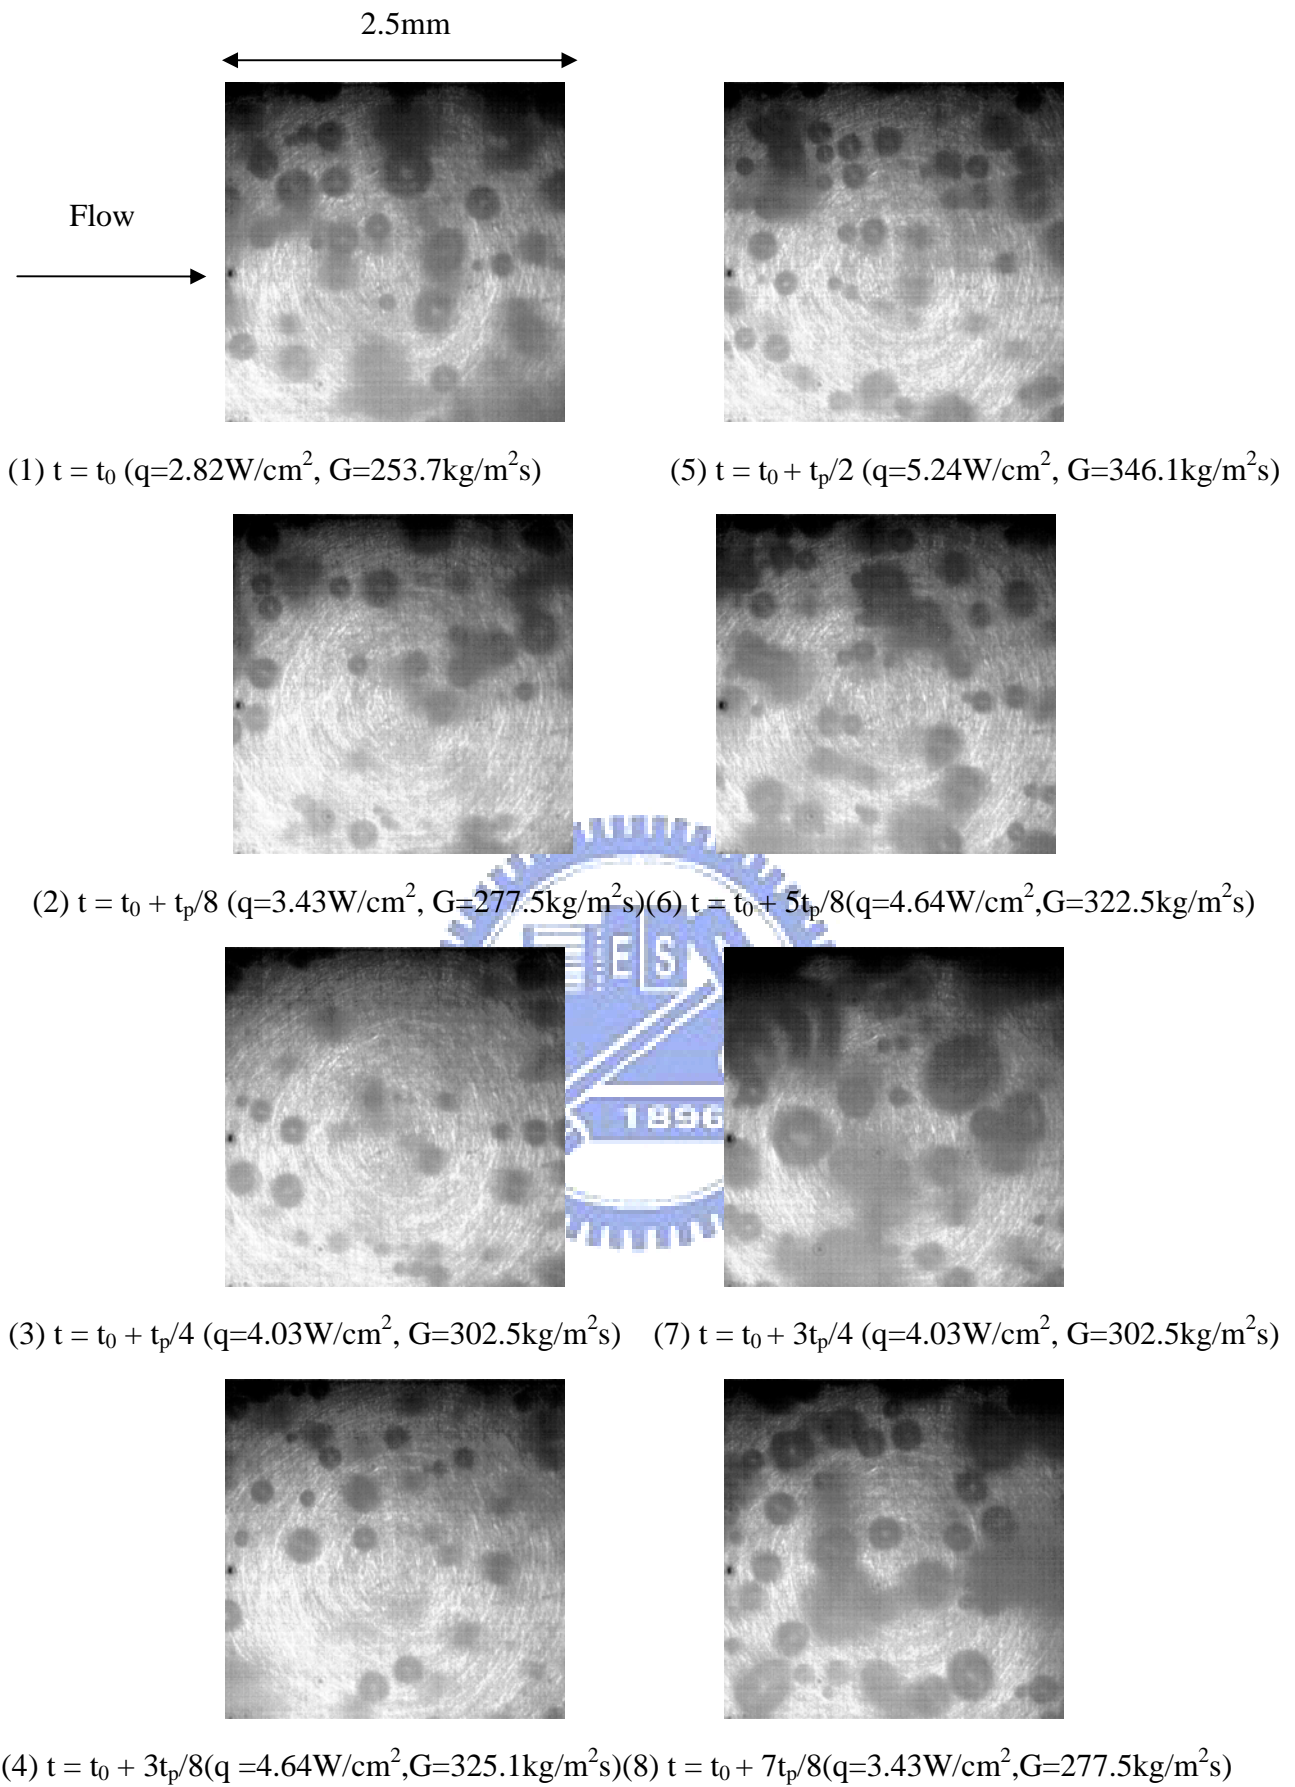 2.5mm
Flow
(1) t = t₀ (q=2.82W/cm², G=253.7kg/m²s)
(5) t = t₀ + tₚ/2 (q=5.24W/cm², G=346.1kg/m²s)
(2) t = t₀ + tₚ/8 (q=3.43W/cm², G=277.5kg/m²s)(6) t = t₀ + 5tₚ/8(q=4.64W/cm²,G=322.5kg/m²s)
ES
1896
(3) t = t₀ + tₚ/4 (q=4.03W/cm², G=302.5kg/m²s)
(7) t = t₀ + 3tₚ/4 (q=4.03W/cm², G=302.5kg/m²s)
(4) t = t₀ + 3tₚ/8(q =4.64W/cm²,G=325.1kg/m²s)(8) t = t₀ + 7tₚ/8(q=3.43W/cm²,G=277.5kg/m²s)